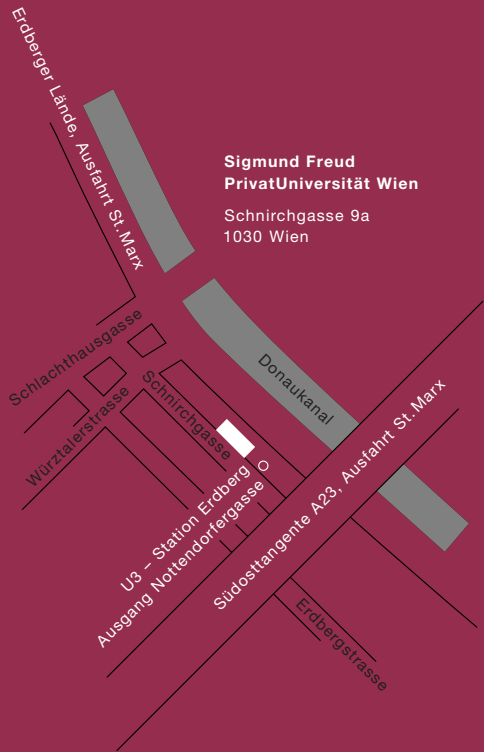 Erdberger Lände, Ausfahrt St. Marx
Sigmund Freud
PrivatUniversität Wien
Schnirchgasse 9a
1030 Wien
Schlachthausgasse
Würztalerstrasse
Schnirchgasse
Donaukanal
U3 – Station Erdberg
Ausgang Nottendorfergasse
Südosttangente A23, Ausfahrt St. Marx
Erdbergstrasse